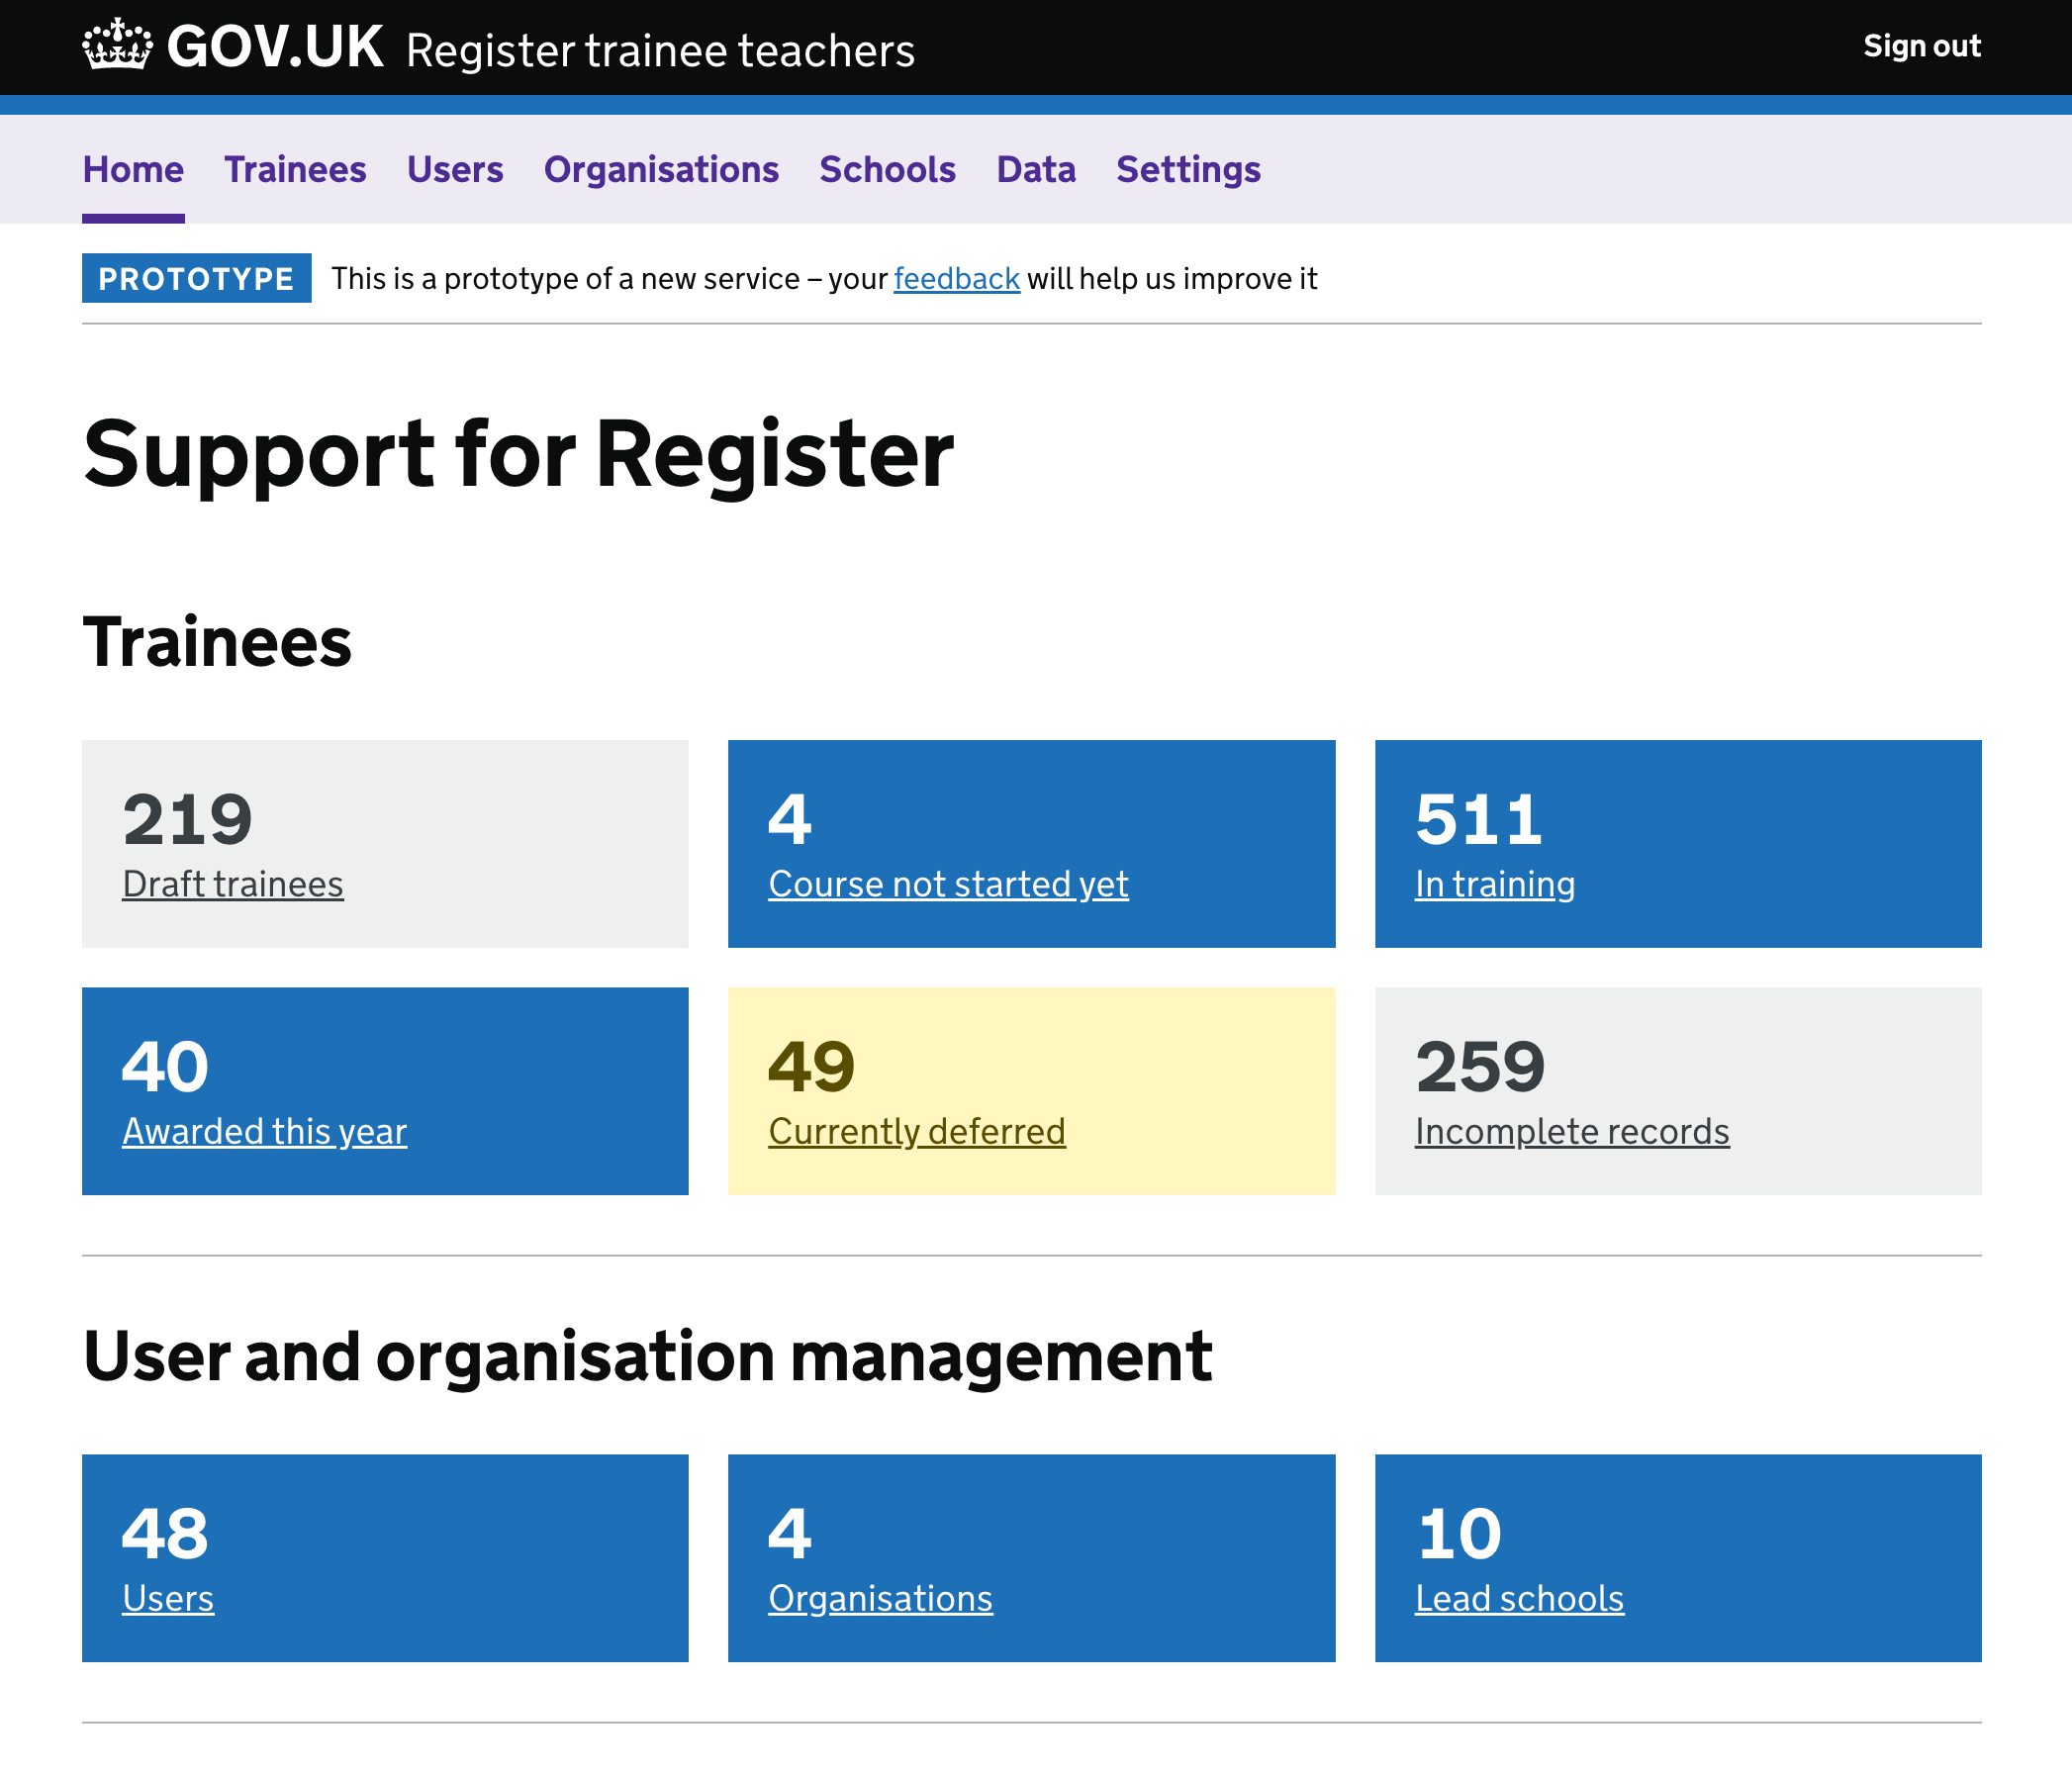 GOV.UK Register trainee teachers Sign out
Home Trainees Users Organisations Schools Data Settings
PROTOTYPE This is a prototype of a new service – your feedback will help us improve it
Support for Register
Trainees
219
Draft trainees
4
Course not started yet
511
In training
40
Awarded this year
49
Currently deferred
259
Incomplete records
User and organisation management
48
Users
4
Organisations
10
Lead schools